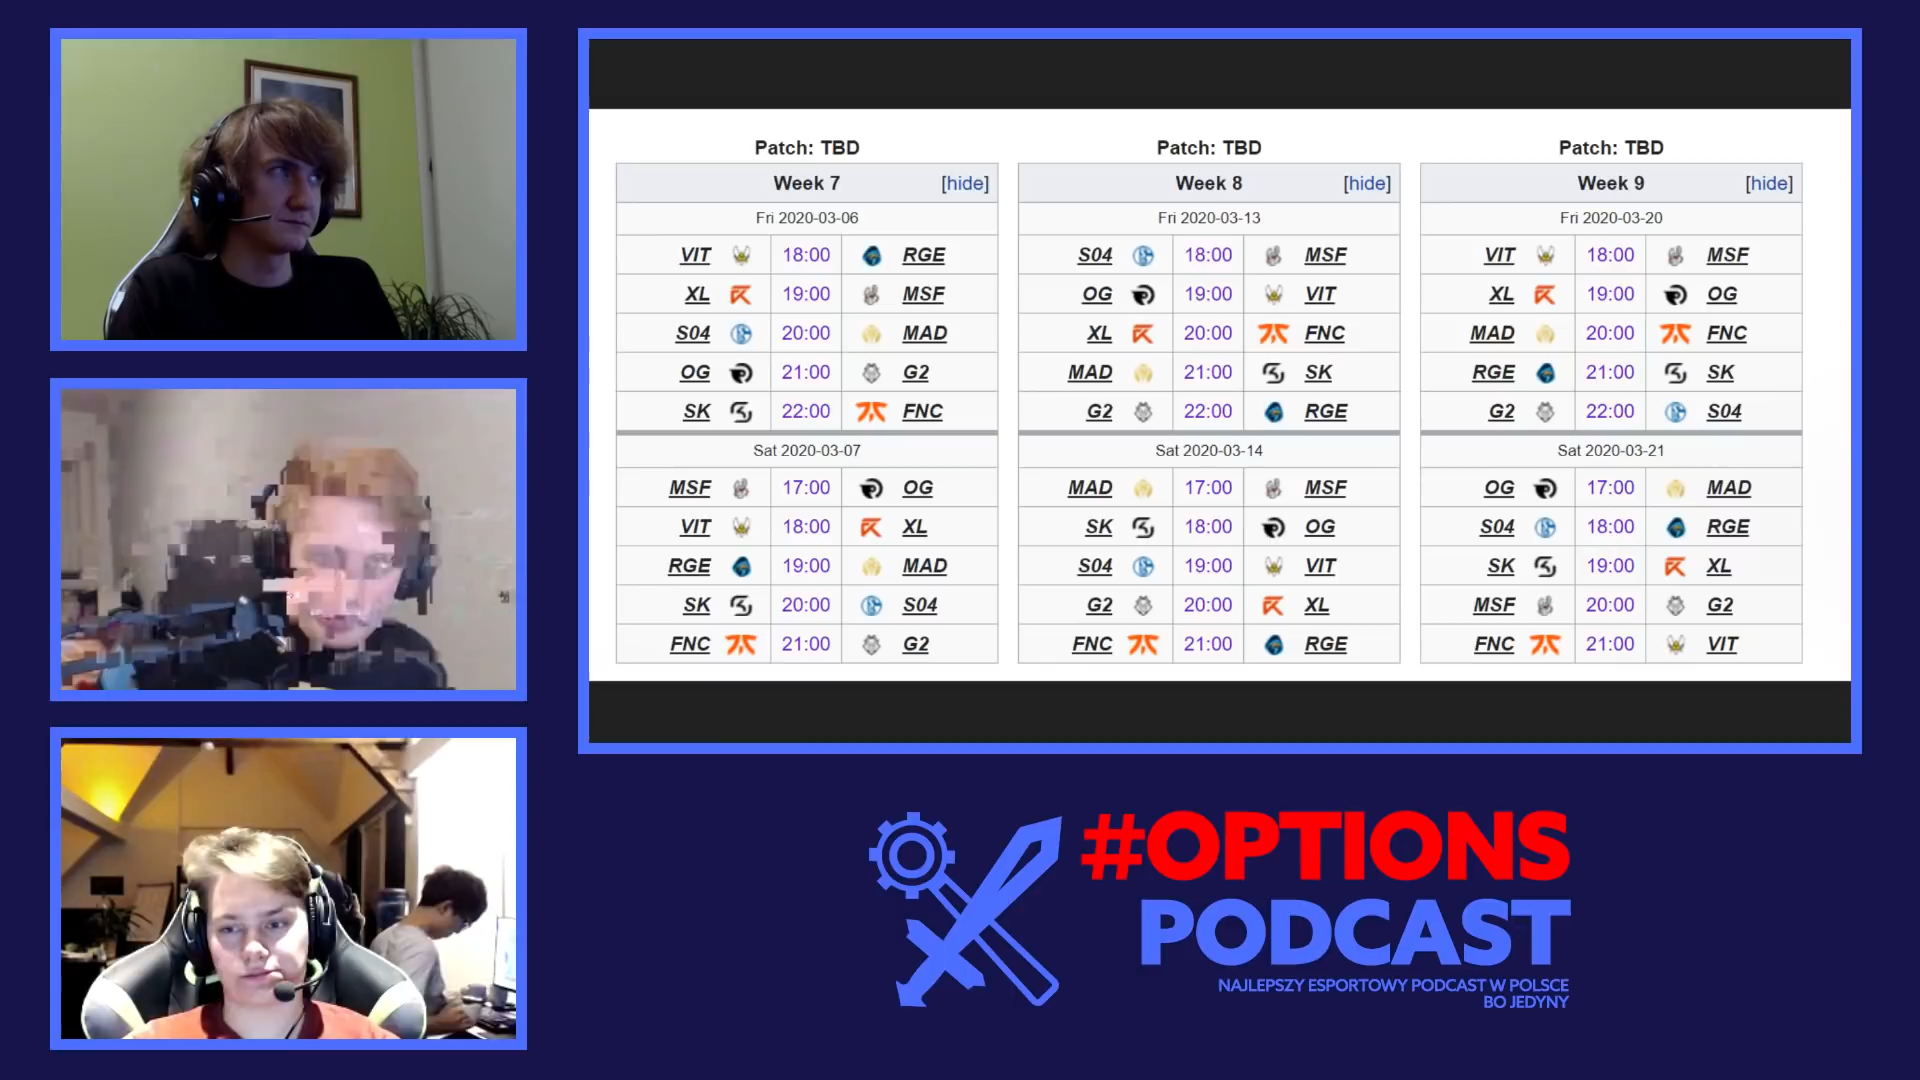 Patch: TBD
Week 7 [hide]
Fri 2020-03-06
VIT 18:00 RGE
XL 19:00 MSF
S04 20:00 MAD
OG 21:00 G2
SK 22:00 FNC
Sat 2020-03-07
MSF 17:00 OG
VIT 18:00 XL
RGE 19:00 MAD
SK 20:00 S04
FNC 21:00 G2
Patch: TBD
Week 8 [hide]
Fri 2020-03-13
S04 18:00 MSF
OG 19:00 VIT
XL 20:00 FNC
MAD 21:00 SK
G2 22:00 RGE
Sat 2020-03-14
MAD 17:00 MSF
SK 18:00 OG
S04 19:00 VIT
G2 20:00 XL
FNC 21:00 RGE
Patch: TBD
Week 9 [hide]
Fri 2020-03-20
VIT 18:00 MSF
XL 19:00 OG
MAD 20:00 FNC
RGE 21:00 SK
G2 22:00 S04
Sat 2020-03-21
OG 17:00 MAD
S04 18:00 RGE
SK 19:00 XL
MSF 20:00 G2
FNC 21:00 VIT
#OPTIONS
PODCAST
NAJLEPSZY ESPORTOWY PODCAST W POLSCE
BO JEDYNY